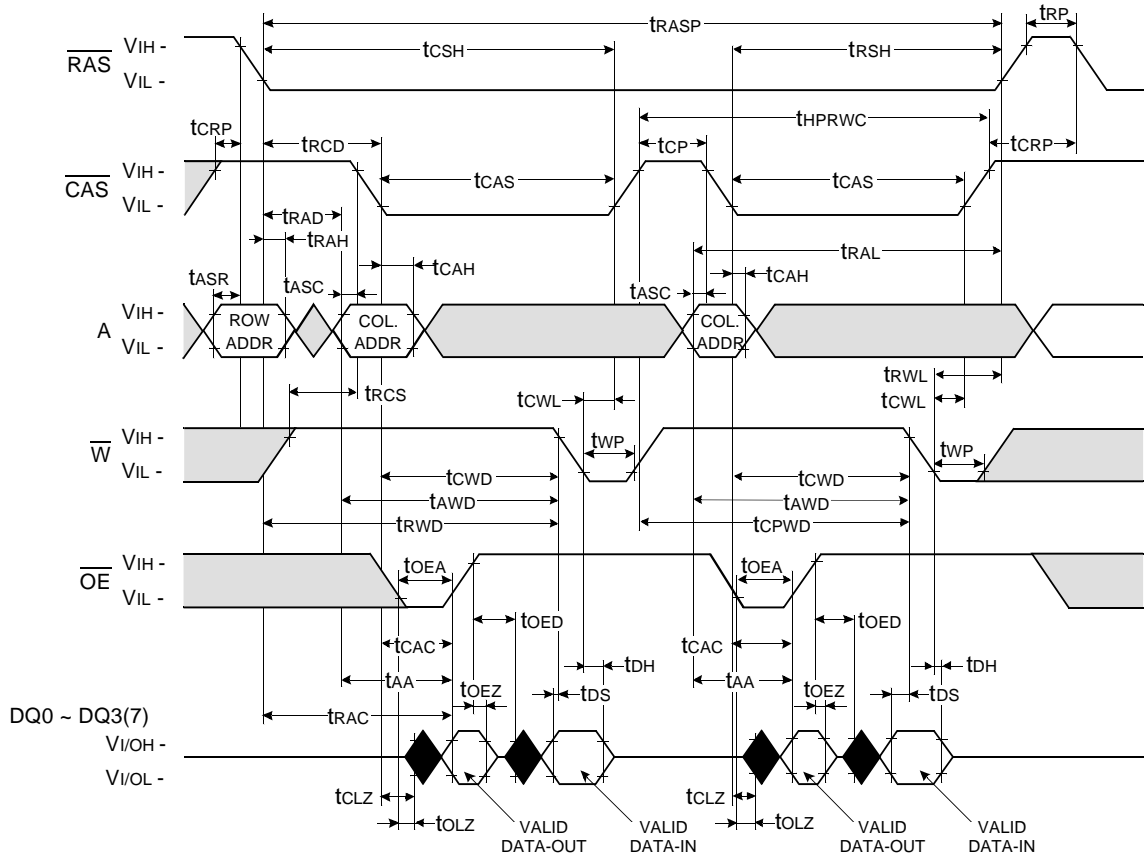 tRASP
tRP
tCSH
tRSH
RAS
VIH -
VIL -
tHPRWC
tCRP
tRCD
tCP
tCRP
CAS
VIH -
VIL -
tCAS
tCAS
tRAD
tRAH
tRAL
tASR
tASC
tCAH
tASC
tCAH
A
VIH -
VIL -
ROW
ADDR
COL.
ADDR
COL.
ADDR
tRCS
tCWL
tRWL
tCWL
W
VIH -
VIL -
tWP
tWP
tCWD
tCWD
tAWD
tAWD
tRWD
tCPWD
OE
VIH -
VIL -
tOEA
tOEA
tOED
tOED
tCAC
tCAC
tDH
tDH
tAA
tOEZ
tDS
tAA
tOEZ
tDS
tRAC
DQ0 ~ DQ3(7)
VI/OH -
VI/OL -
tCLZ
tCLZ
tOLZ
tOLZ
VALID
DATA-OUT
VALID
DATA-IN
VALID
DATA-OUT
VALID
DATA-IN